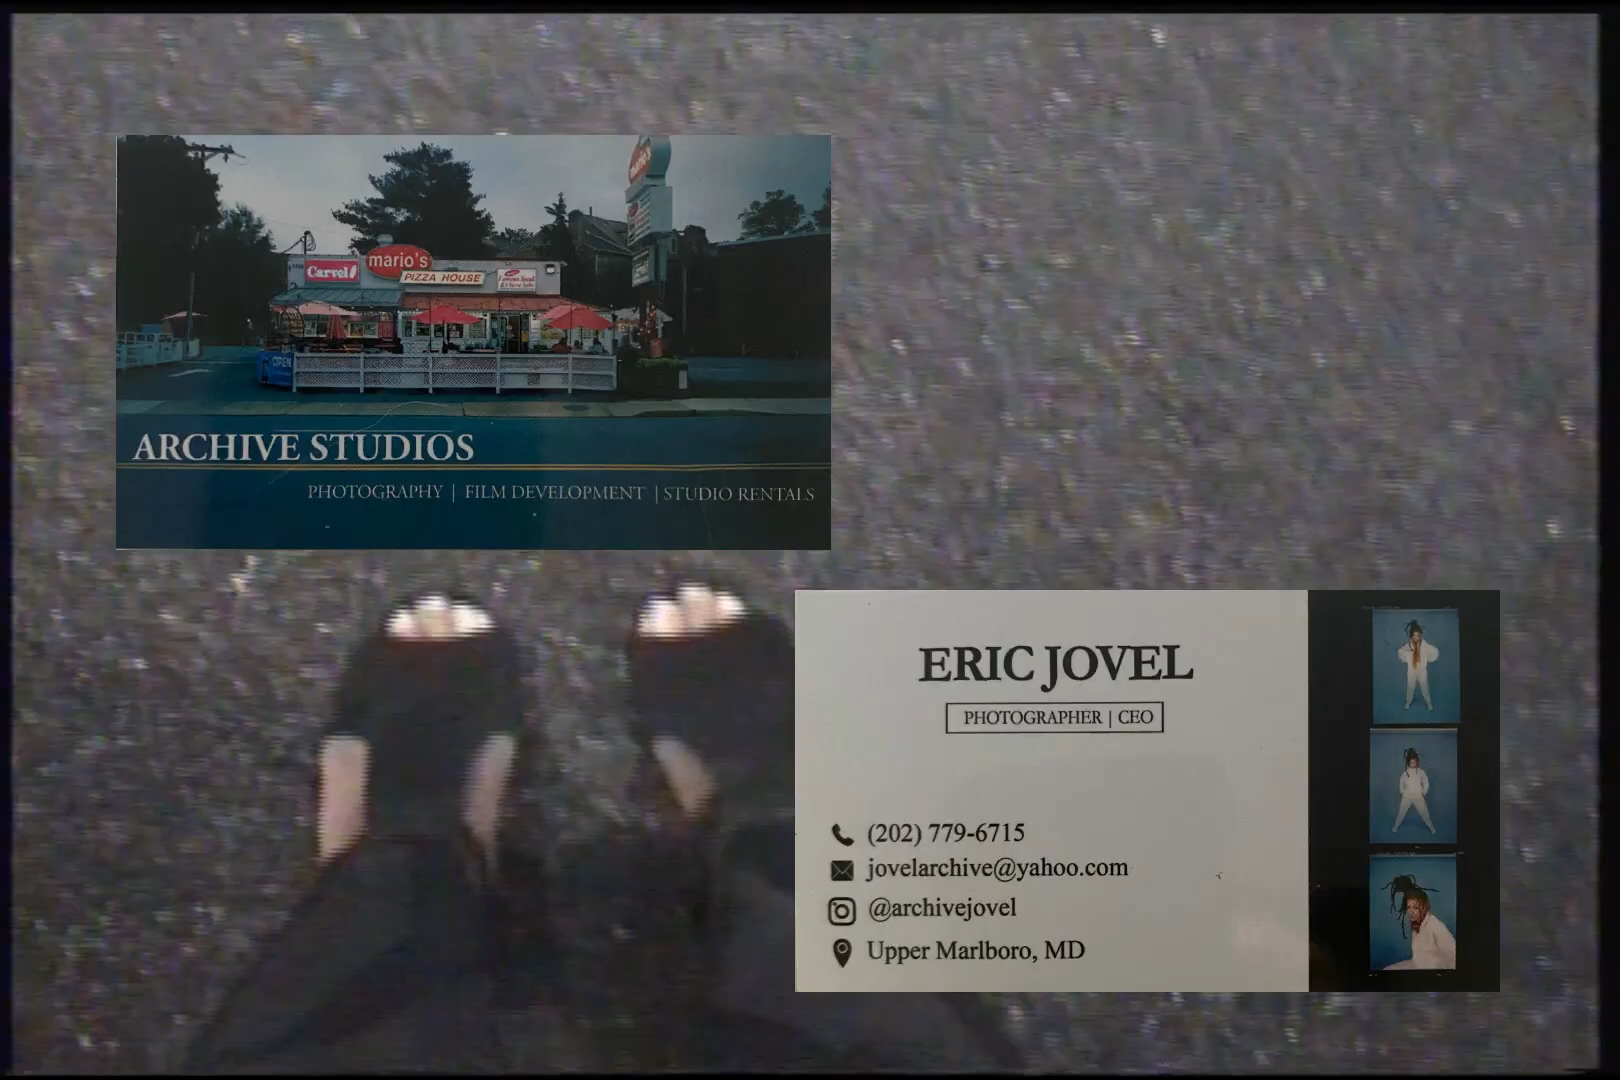 Carvel
mario's
PIZZA HOUSE
OPEN
ARCHIVE STUDIOS
PHOTOGRAPHY | FILM DEVELOPMENT | STUDIO RENTALS
ERIC JOVEL
PHOTOGRAPHER | CEO
(202) 779-6715
jovelarchive@yahoo.com
@archivejovel
Upper Marlboro, MD